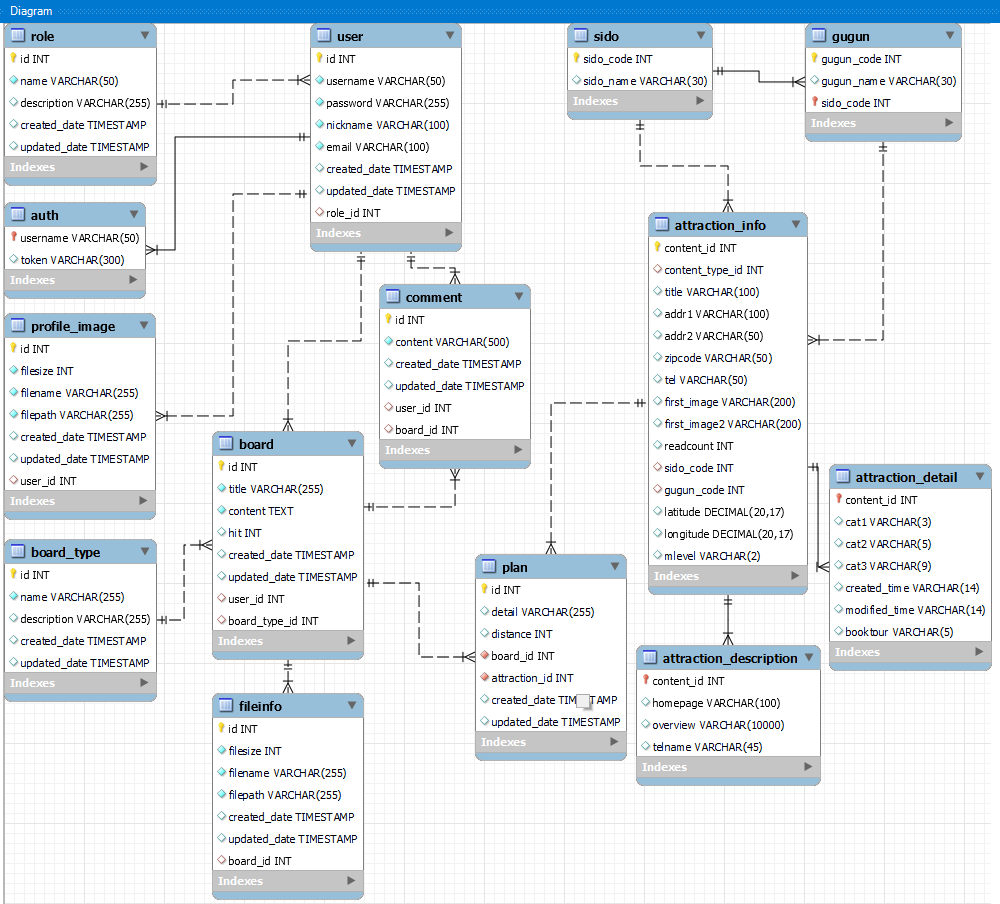 Diagram
role
id INT
name VARCHAR(50)
description VARCHAR(255)
created_date TIMESTAMP
updated_date TIMESTAMP
Indexes
user
id INT
username VARCHAR(50)
password VARCHAR(255)
nickname VARCHAR(100)
email VARCHAR(100)
created_date TIMESTAMP
updated_date TIMESTAMP
role_id INT
Indexes
sido
sido_code INT
sido_name VARCHAR(30)
Indexes
gugun
gugun_code INT
gugun_name VARCHAR(30)
sido_code INT
Indexes
auth
username VARCHAR(50)
token VARCHAR(300)
Indexes
attraction_info
content_id INT
content_type_id INT
title VARCHAR(100)
addr1 VARCHAR(100)
addr2 VARCHAR(50)
zipcode VARCHAR(50)
tel VARCHAR(50)
first_image VARCHAR(200)
first_image2 VARCHAR(200)
readcount INT
sido_code INT
gugun_code INT
latitude DECIMAL(20,17)
longitude DECIMAL(20,17)
mlevel VARCHAR(2)
Indexes
comment
id INT
content VARCHAR(500)
created_date TIMESTAMP
updated_date TIMESTAMP
user_id INT
board_id INT
Indexes
profile_image
id INT
filesize INT
filename VARCHAR(255)
filepath VARCHAR(255)
created_date TIMESTAMP
updated_date TIMESTAMP
user_id INT
Indexes
board
id INT
title VARCHAR(255)
content TEXT
hit INT
created_date TIMESTAMP
updated_date TIMESTAMP
user_id INT
board_type_id INT
Indexes
attraction_detail
content_id INT
cat1 VARCHAR(3)
cat2 VARCHAR(5)
cat3 VARCHAR(9)
created_time VARCHAR(14)
modified_time VARCHAR(14)
booktour VARCHAR(5)
Indexes
board_type
id INT
name VARCHAR(255)
description VARCHAR(255)
created_date TIMESTAMP
updated_date TIMESTAMP
Indexes
plan
id INT
detail VARCHAR(255)
distance INT
board_id INT
attraction_id INT
created_date TIMESTAMP
updated_date TIMESTAMP
Indexes
attraction_description
content_id INT
homepage VARCHAR(100)
overview VARCHAR(10000)
telname VARCHAR(45)
Indexes
fileinfo
id INT
filesize INT
filename VARCHAR(255)
filepath VARCHAR(255)
created_date TIMESTAMP
updated_date TIMESTAMP
board_id INT
Indexes